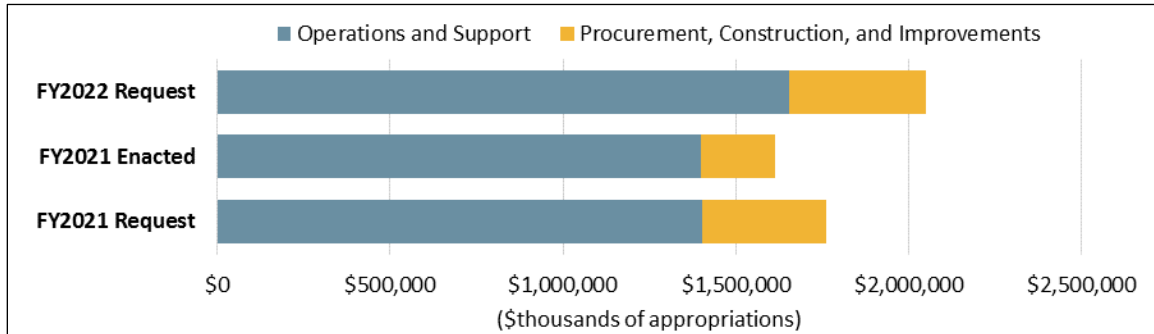 Operations and Support Procurement, Construction, and Improvements
FY2022 Request
FY2021 Enacted
FY2021 Request
$0 $500,000 $1,000,000 $1,500,000 $2,000,000 $2,500,000
($thousands of appropriations)